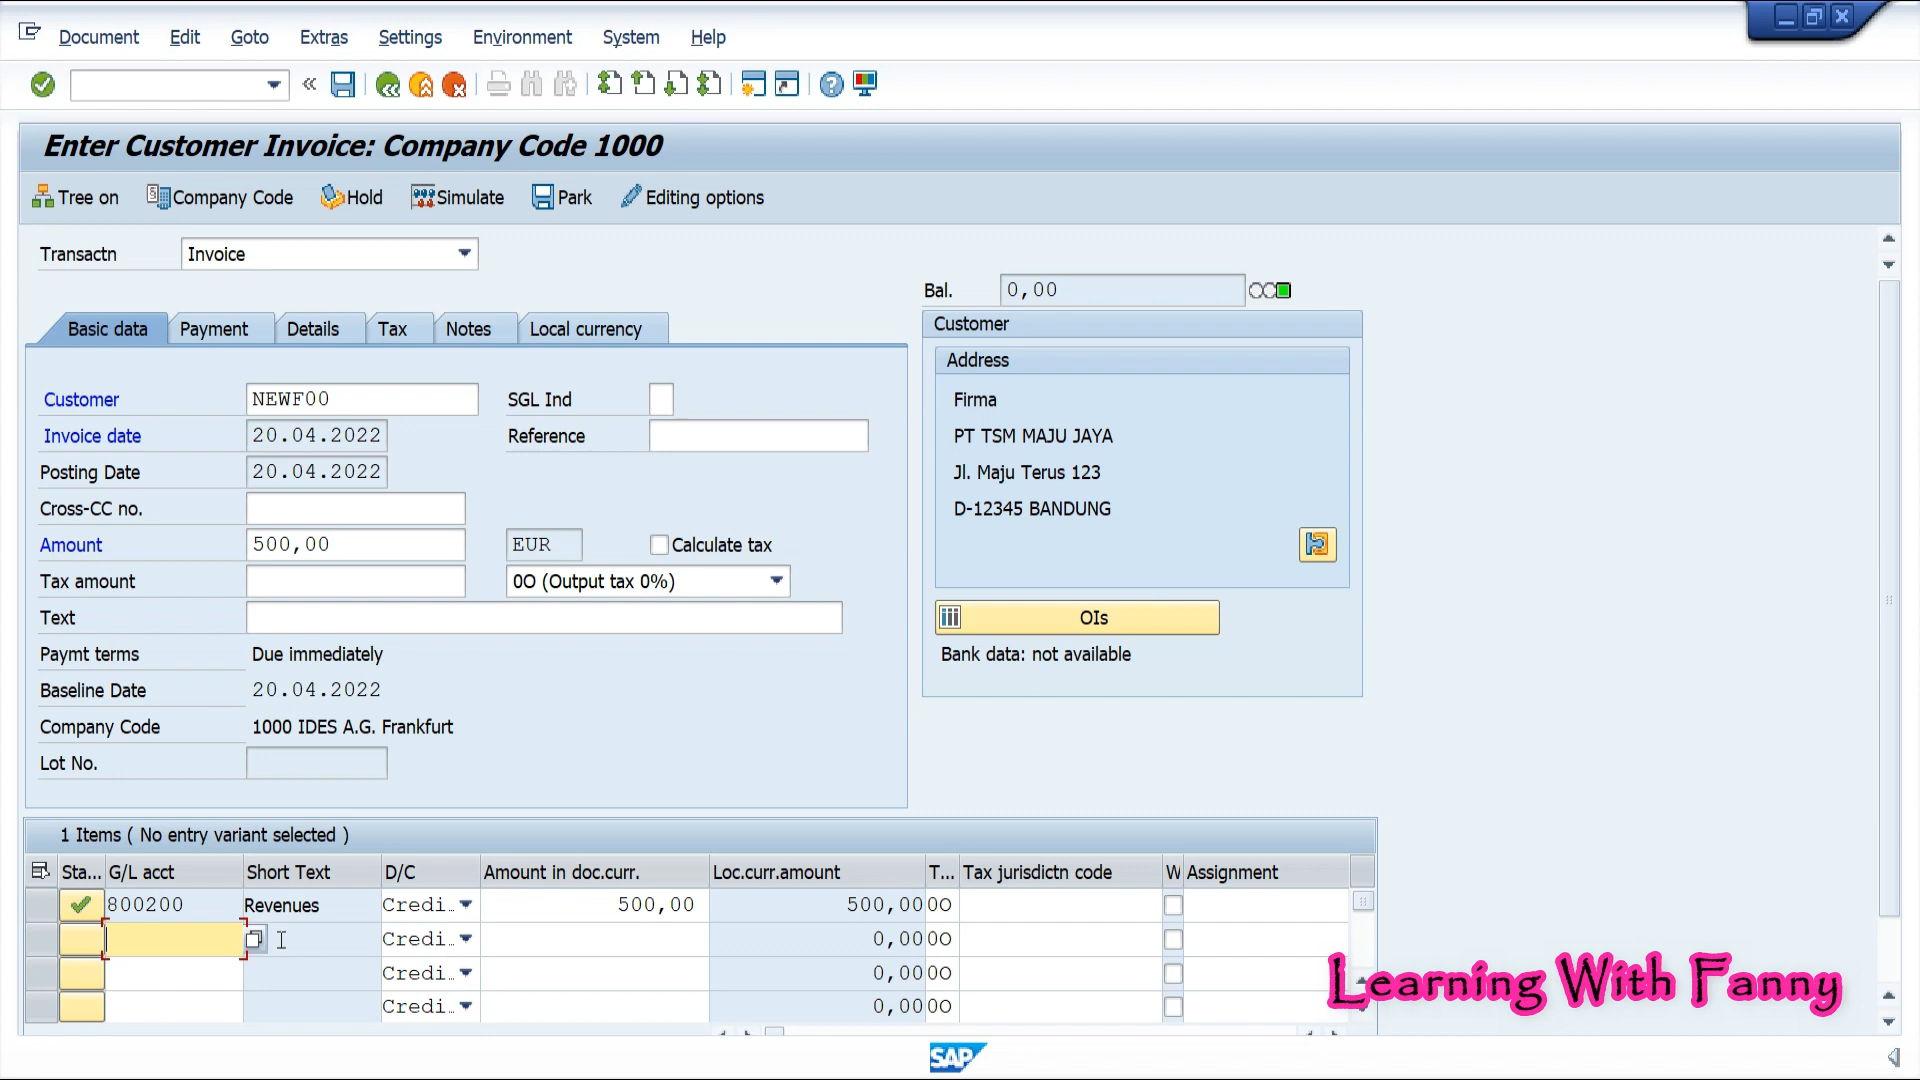 Document Edit Goto Extras Settings Environment System Help
Enter Customer Invoice: Company Code 1000
Tree on Company Code Hold Simulate Park Editing options
Transactn Invoice
Bal. 0,00
Basic data Payment Details Tax Notes Local currency
Customer NEWF00 SGL Ind
Invoice date 20.04.2022 Reference
Posting Date 20.04.2022
Cross-CC no.
Amount 500,00 EUR Calculate tax
Tax amount 0O (Output tax 0%)
Text
Paymt terms Due immediately
Baseline Date 20.04.2022
Company Code 1000 IDES A.G. Frankfurt
Lot No.
Customer
Address
Firma
PT TSM MAJU JAYA
Jl. Maju Terus 123
D-12345 BANDUNG
OIs
Bank data: not available
1 Items ( No entry variant selected )
Sta... G/L acct Short Text D/C Amount in doc.curr. Loc.curr.amount T... Tax jurisdictn code W Assignment
800200 Revenues Credi.. 500,00 500,00 0O
Credi.. 0,00 0O
Credi.. 0,00 0O
Credi.. 0,00 0O
Learning With Fanny
SAP